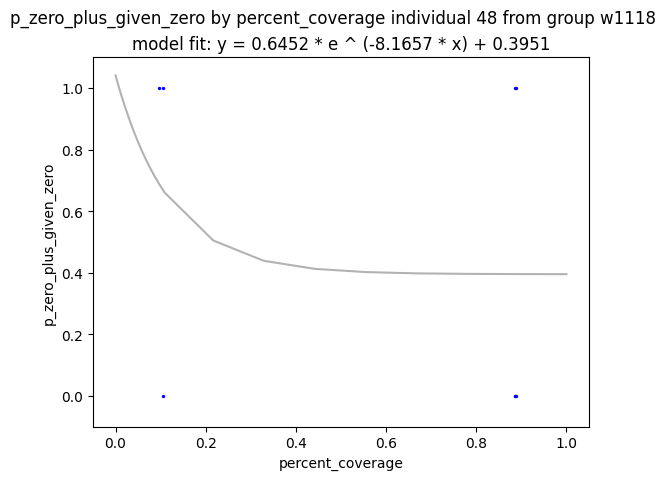 p_zero_plus_given_zero by percent_coverage individual 48 from group w1118
model fit: y = 0.6452 * e ^ (-8.1657 * x) + 0.3951
1.0
0.8
0.6
0.4
0.2
0.0
p_zero_plus_given_zero
0.0 0.2 0.4 0.6 0.8 1.0
percent_coverage